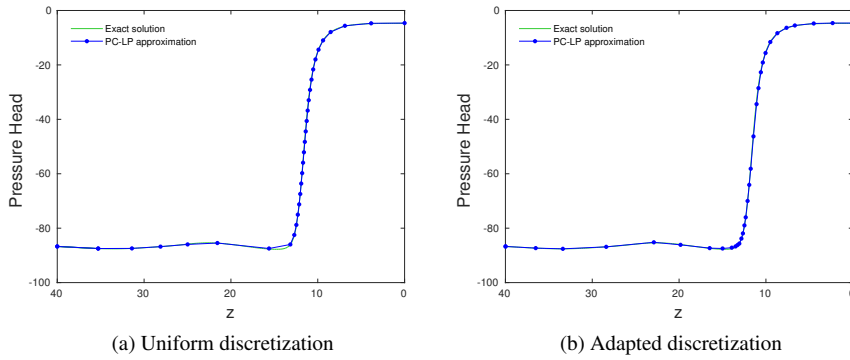 0
Exact solution
PC-LP approximation
-20
-40
-60
-80
-100
Pressure Head
40
30
20
10
0
z
(a) Uniform discretization
0
Exact solution
PC-LP approximation
-20
-40
-60
-80
-100
Pressure Head
40
30
20
10
0
z
(b) Adapted discretization